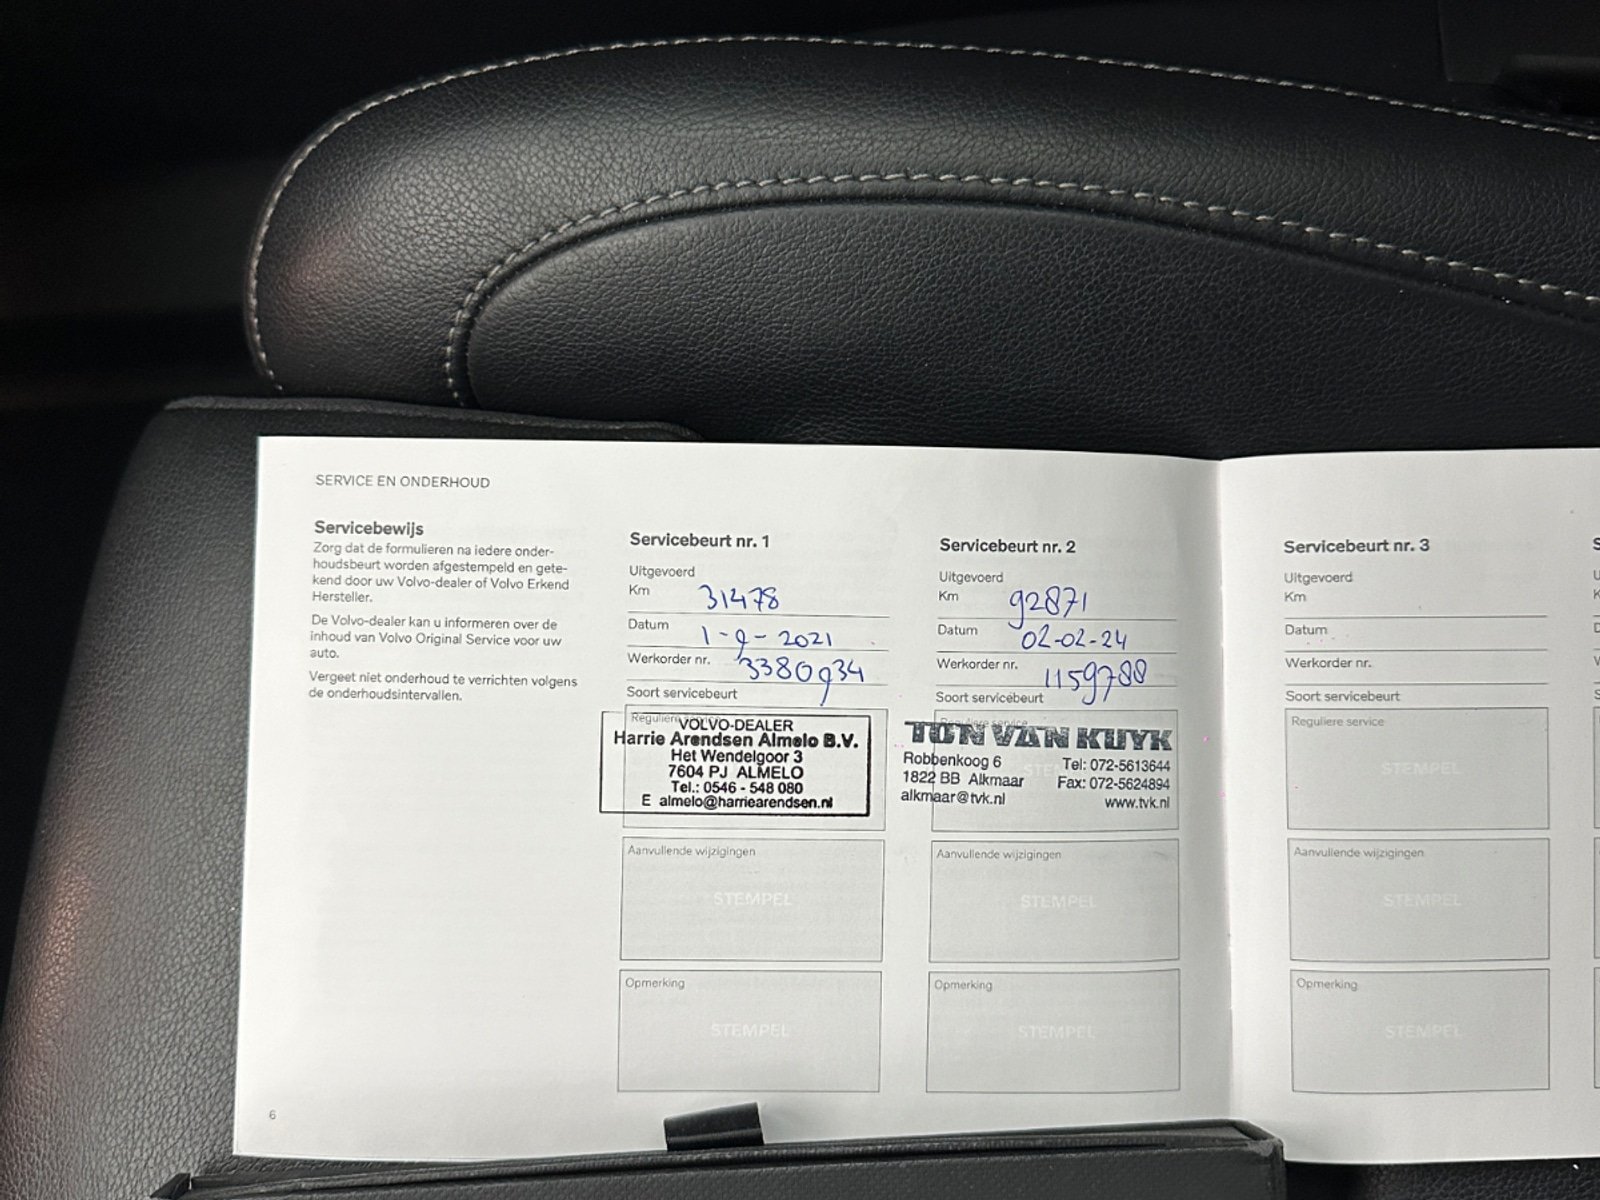 SERVICE EN ONDERHOUD
Servicebewijs
Zorg dat de formulieren na iedere onder-
houdsbeurt worden afgestempeld en gete-
kend door uw Volvo-dealer of Volvo Erkend
Hersteller.
De Volvo-dealer kan u informeren over de
inhoud van Volvo Original Service voor uw
auto.
Vergeet niet onderhoud te verrichten volgens
de onderhoudsintervallen.
6
Servicebeurt nr. 1
Uitgevoerd
Km 31478
Datum 1-9-2021
Werkorder nr. 3380934
Soort servicebeurt
Reguliere service
VOLVO-DEALER
Harrie Arendsen Almelo B.V.
Het Wendelgoor 3
7604 PJ ALMELO
Tel.: 0546 - 548 080
E almelo@harriearendsen.nl
Aanvullende wijzigingen
STEMPEL
Opmerking
STEMPEL
Servicebeurt nr. 2
Uitgevoerd
Km 92871
Datum 02-02-24
Werkorder nr. 1159788
Soort servicebeurt
Reguliere service
TON VAN KUYK
Robbenkoog 6 Tel: 072-5613644
1822 BB Alkmaar Fax: 072-5624894
alkmaar@tvk.nl www.tvk.nl
Aanvullende wijzigingen
STEMPEL
Opmerking
STEMPEL
Servicebeurt nr. 3
Uitgevoerd
Km
Datum
Werkorder nr.
Soort servicebeurt
Reguliere service
STEMPEL
Aanvullende wijzigingen
STEMPEL
Opmerking
STEMPEL